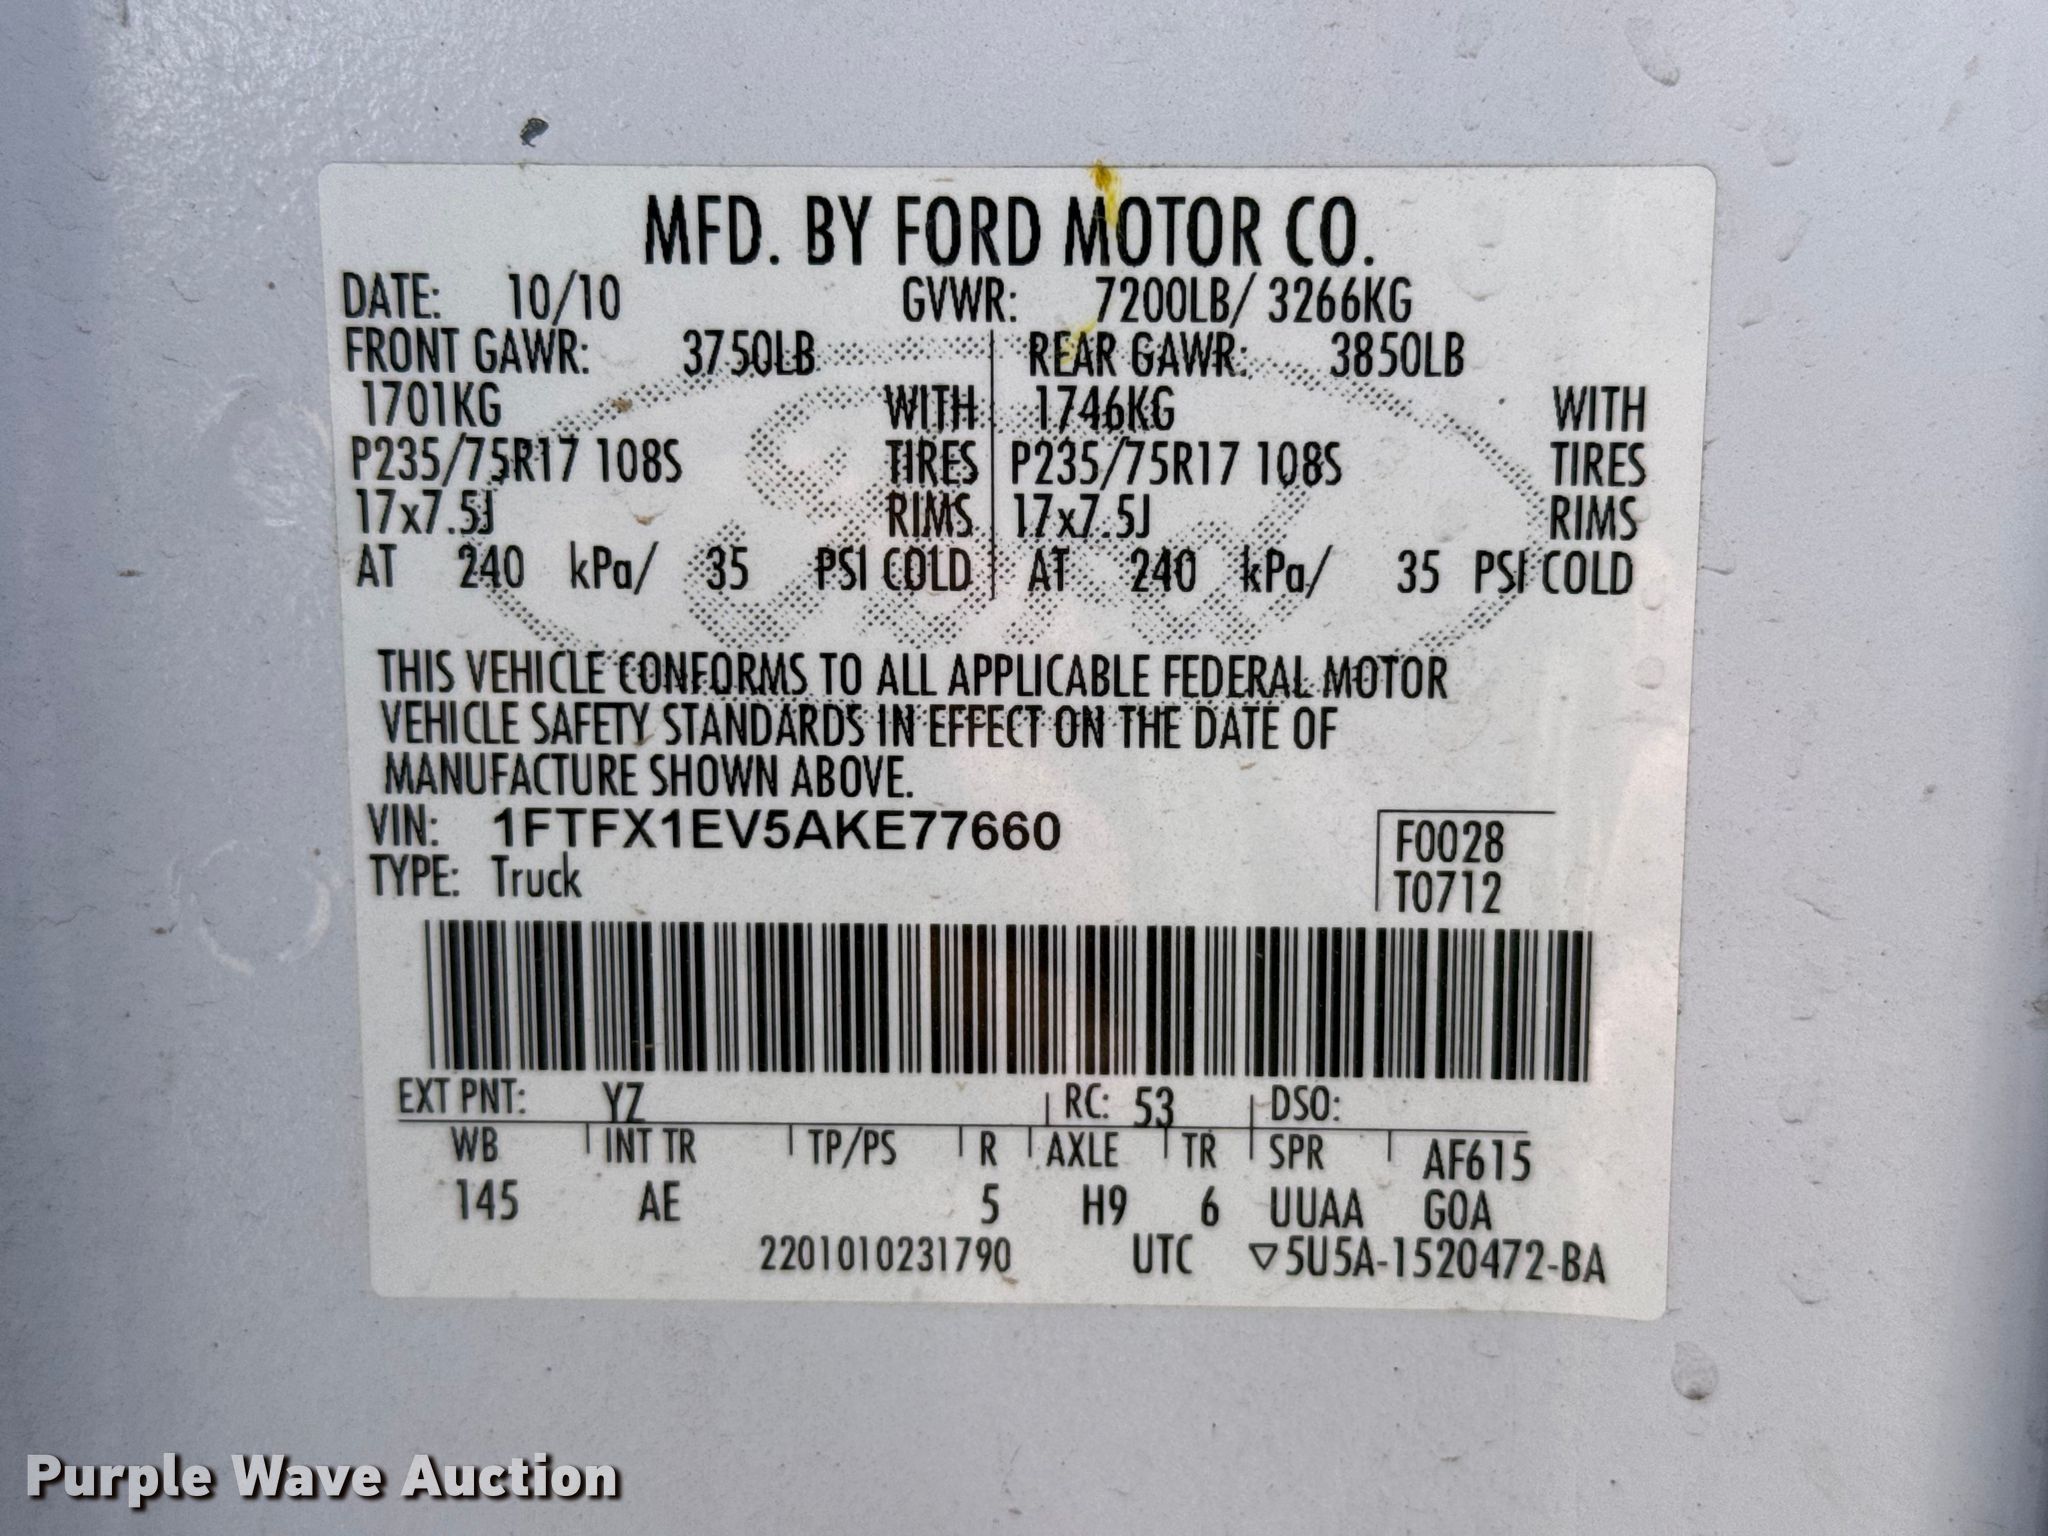 MFD. BY FORD MOTOR CO.
DATE: 10/10 GVWR: 7200LB/ 3266KG
FRONT GAWR: 3750LB REAR GAWR: 3850LB
1701KG WITH 1746KG WITH
P235/75R17 108S TIRES P235/75R17 108S TIRES
17x7.5J RIMS 17x7.5J RIMS
AT 240 kPa/ 35 PSI COLD AT 240 kPa/ 35 PSI COLD
THIS VEHICLE CONFORMS TO ALL APPLICABLE FEDERAL MOTOR
VEHICLE SAFETY STANDARDS IN EFFECT ON THE DATE OF
MANUFACTURE SHOWN ABOVE.
VIN: 1FTFX1EV5AKE77660
F0028
TYPE: Truck
T0712
EXT PNT: YZ RC: 53 DSO:
WB INT TR TP/PS R AXLE TR SPR AF615
145 AE 5 H9 6 UUAA GOA
2201010231790 UTC ▽5U5A-1520472-BA
Purple Wave Auction